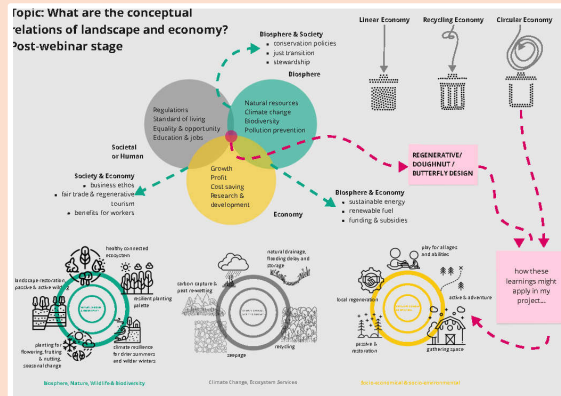 Topic: What are the conceptual
relations of landscape and economy?
Post-webinar stage
Linear Economy
Recycling Economy
Circular Economy
Biosphere & Society
conservation policies
just transition
stewardship
Biosphere
Regulations
Standard of living
Equality & opportunity
Education & jobs
Natural resources
Climate change
Biodiversity
Pollution prevention
Societal
or Human
Society & Economy
business ethos
fair trade & regenerative
tourism
benefits for workers
Growth
Profit
Cost saving
Research &
development
Economy
REGENERATIVE/
DOUGHNUT /
BUTTERFLY DESIGN
Biosphere & Economy
sustainable energy
renewable fuel
funding & subsidies
how these
learnings might
apply in my
project...
healthy connected
ecosystem
landscape restoration,
passive & active wilding
resilient planting
palette
planting for
flowering, fruiting
& nutting,
seasonal change
climate resilience
for drier summers
and wilder winters
Biosphere, Nature, Wildlife & Biodiversity
natural drainage,
flooding delay and
storage
carbon capture &
peat rewetting
seepage
recycling
Climate Change, Ecosystem Services
play for all ages
and abilities
local regeneration
active & adventure
passive &
restoration
gathering space